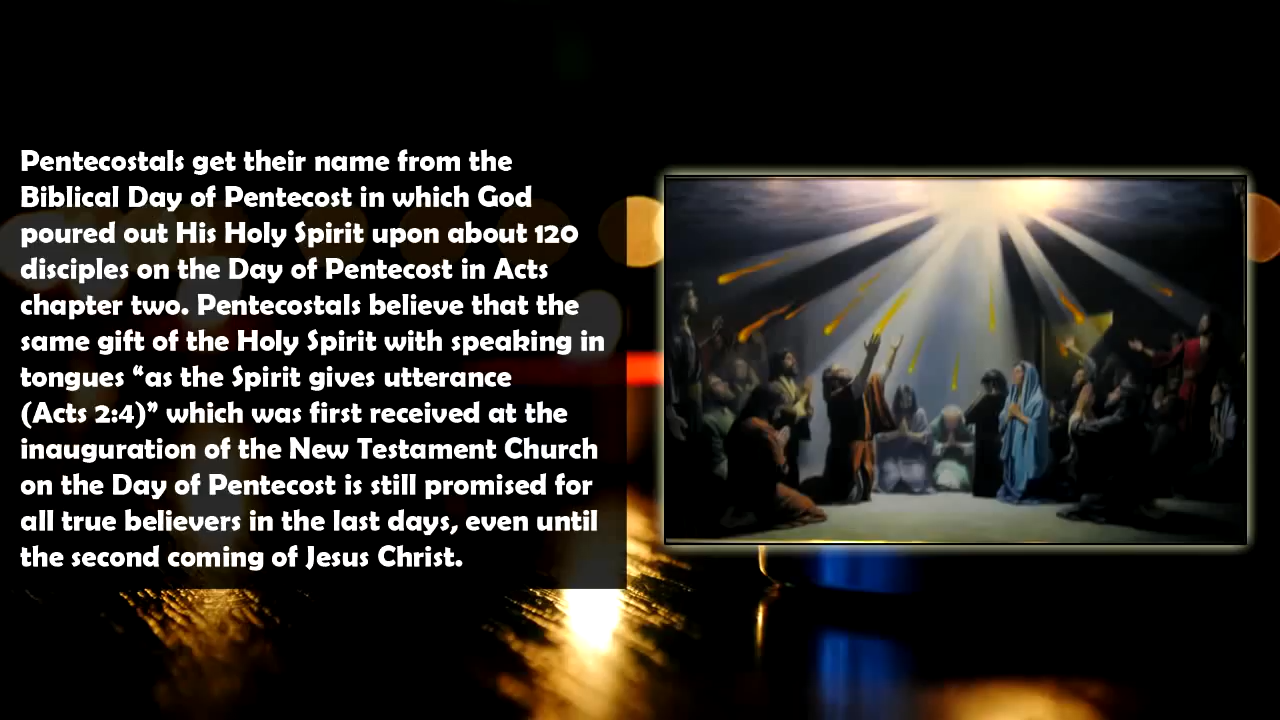 Pentecostals get their name from the
Biblical Day of Pentecost in which God
poured out His Holy Spirit upon about 120
disciples on the Day of Pentecost in Acts
chapter two. Pentecostals believe that the
same gift of the Holy Spirit with speaking in
tongues “as the Spirit gives utterance
(Acts 2:4)” which was first received at the
inauguration of the New Testament Church
on the Day of Pentecost is still promised for
all true believers in the last days, even until
the second coming of Jesus Christ.